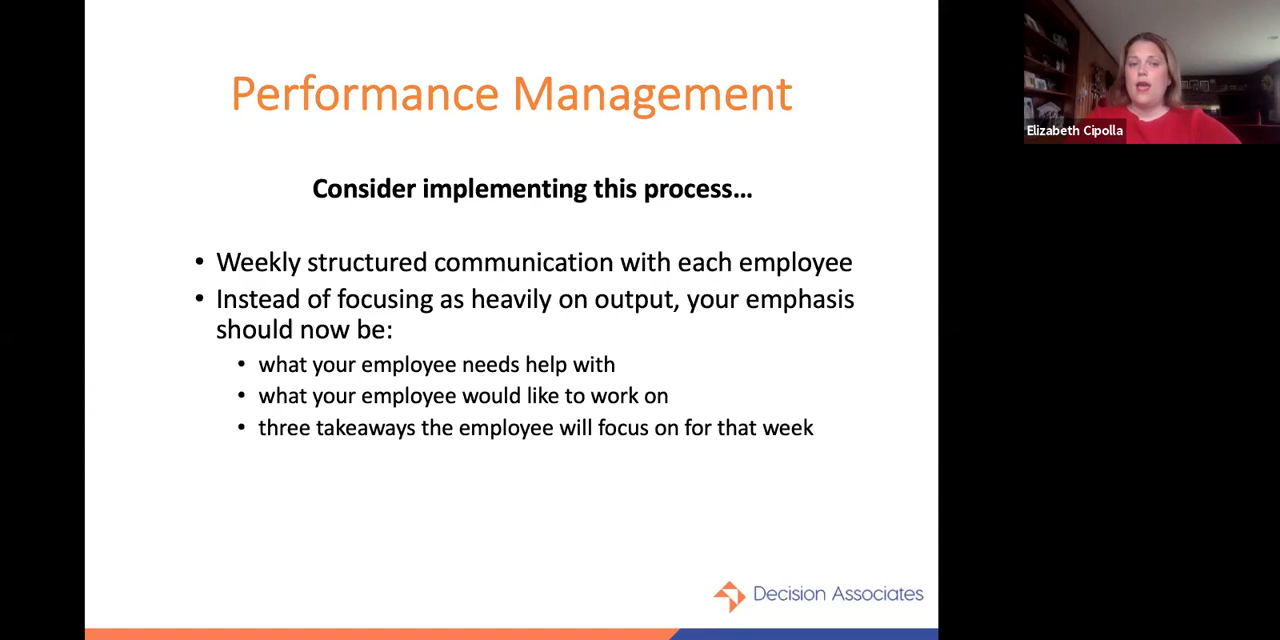 Performance Management
Consider implementing this process…
• Weekly structured communication with each employee
• Instead of focusing as heavily on output, your emphasis
should now be:
• what your employee needs help with
• what your employee would like to work on
• three takeaways the employee will focus on for that week
Decision Associates
Elizabeth Cipolla